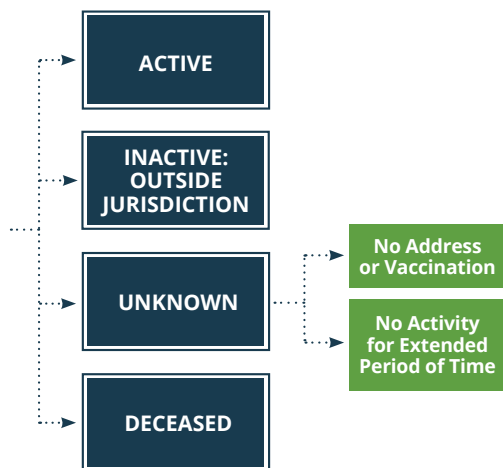 ACTIVE
INACTIVE:
OUTSIDE
JURISDICTION
UNKNOWN
No Address
or Vaccination
No Activity
for Extended
Period of Time
DECEASED